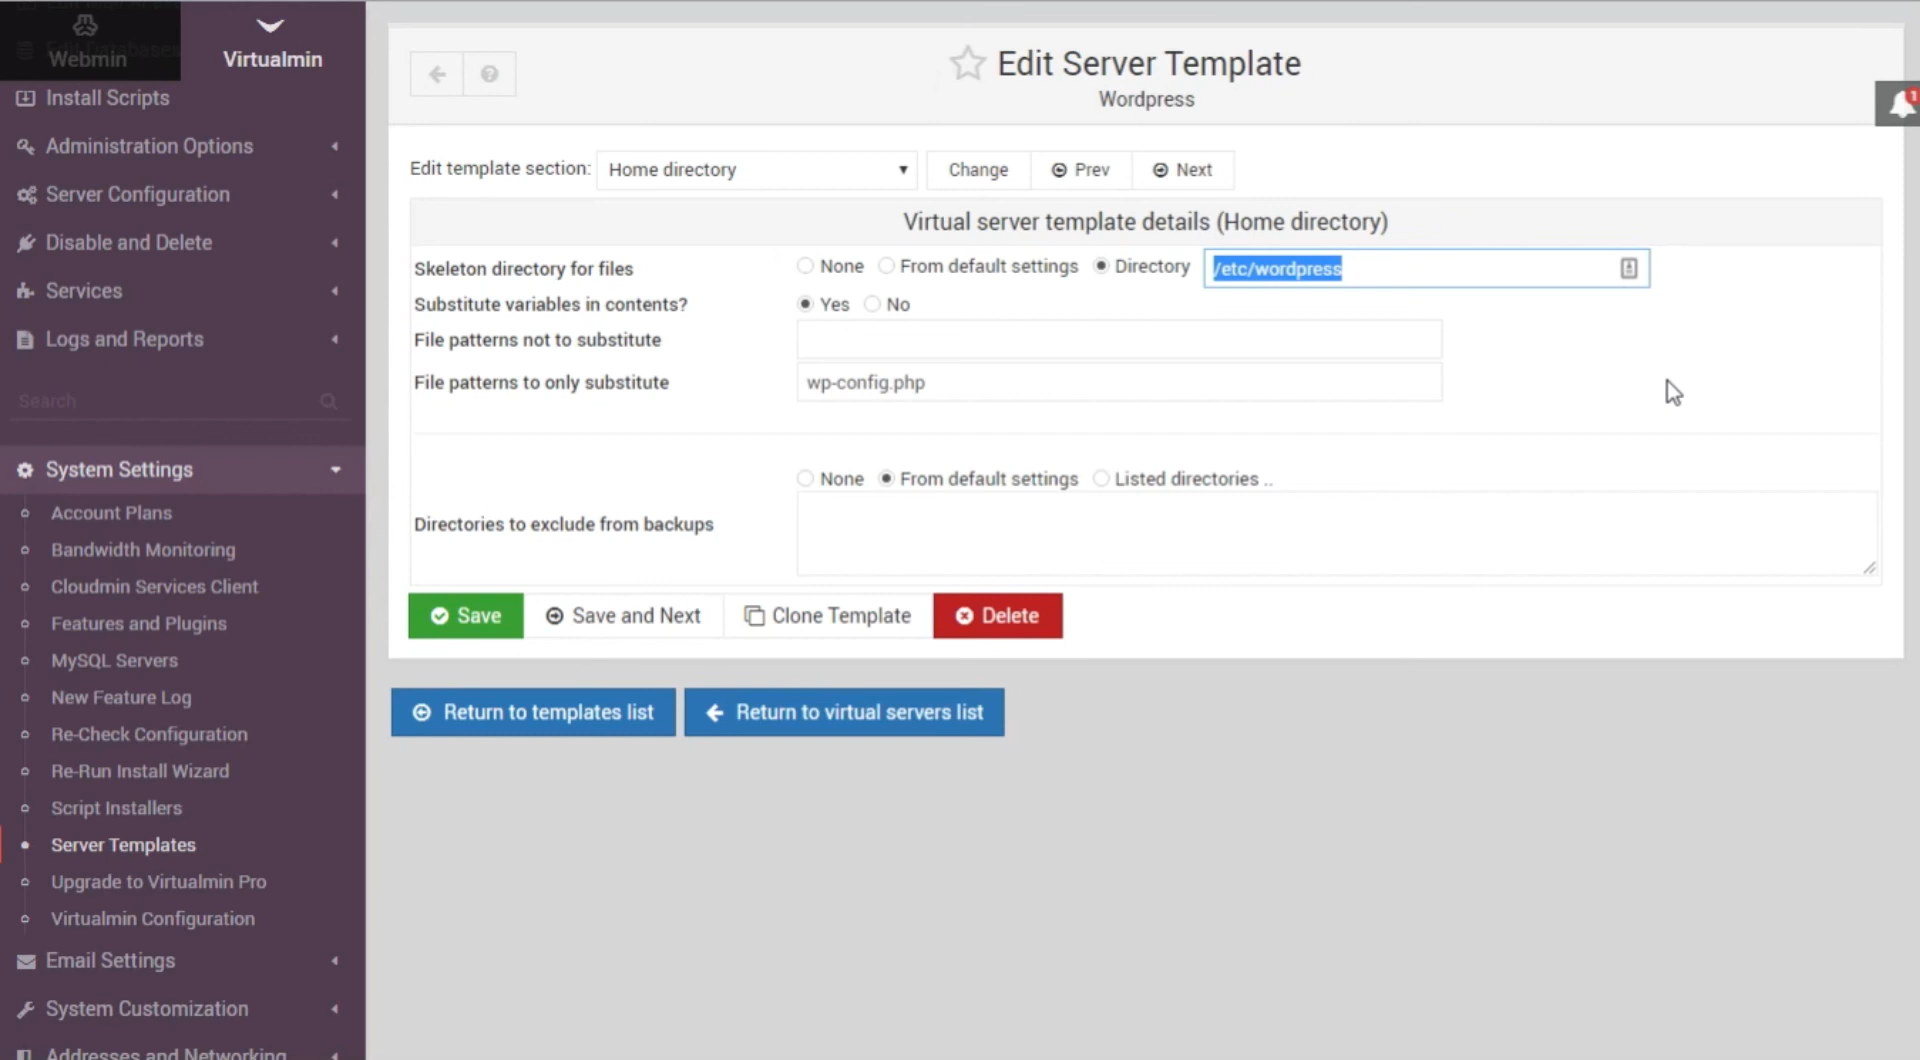 Webmin
Virtualmin
Install Scripts
Administration Options
Server Configuration
Disable and Delete
Services
Logs and Reports
Search
System Settings
Account Plans
Bandwidth Monitoring
Cloudmin Services Client
Features and Plugins
MySQL Servers
New Feature Log
Re-Check Configuration
Re-Run Install Wizard
Script Installers
Server Templates
Upgrade to Virtualmin Pro
Virtualmin Configuration
Email Settings
System Customization
Addresses and Networking
Edit Server Template
Wordpress
1
Edit template section: Home directory Change Prev Next
Virtual server template details (Home directory)
Skeleton directory for files None From default settings Directory /etc/wordpress
Substitute variables in contents? Yes No
File patterns not to substitute
File patterns to only substitute wp-config.php
None From default settings Listed directories ..
Directories to exclude from backups
Save Save and Next Clone Template Delete
Return to templates list Return to virtual servers list